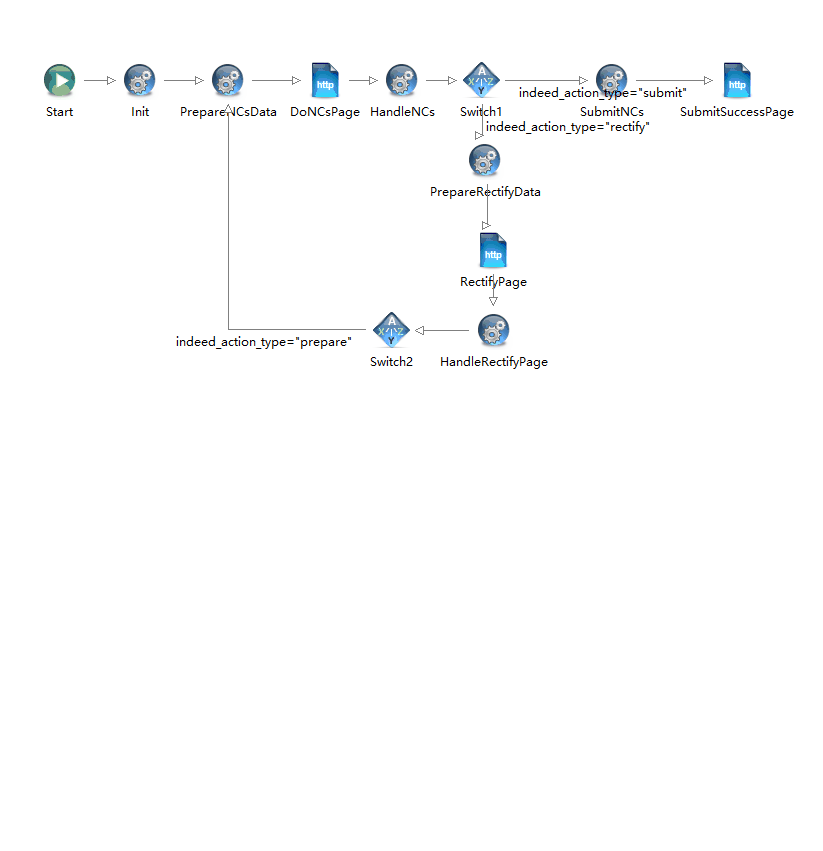 http
http
A
X Z
Y
Start
Init
PrepareNCsData
DoNCsPage
HandleNCs
Switch1
indeed_action_type="submit"
SubmitNCs
SubmitSuccessPage
indeed_action_type="rectify"
PrepareRectifyData
http
RectifyPage
A
X Z
Y
indeed_action_type="prepare"
Switch2
HandleRectifyPage